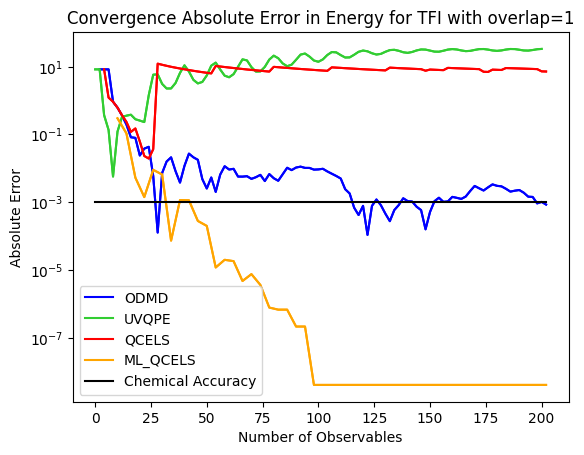 Convergence Absolute Error in Energy for TFI with overlap=1
Absolute Error
10^1
10^-1
10^-3
10^-5
10^-7
ODMD
UVQPE
QCELS
ML_QCELS
Chemical Accuracy
0 25 50 75 100 125 150 175 200
Number of Observables